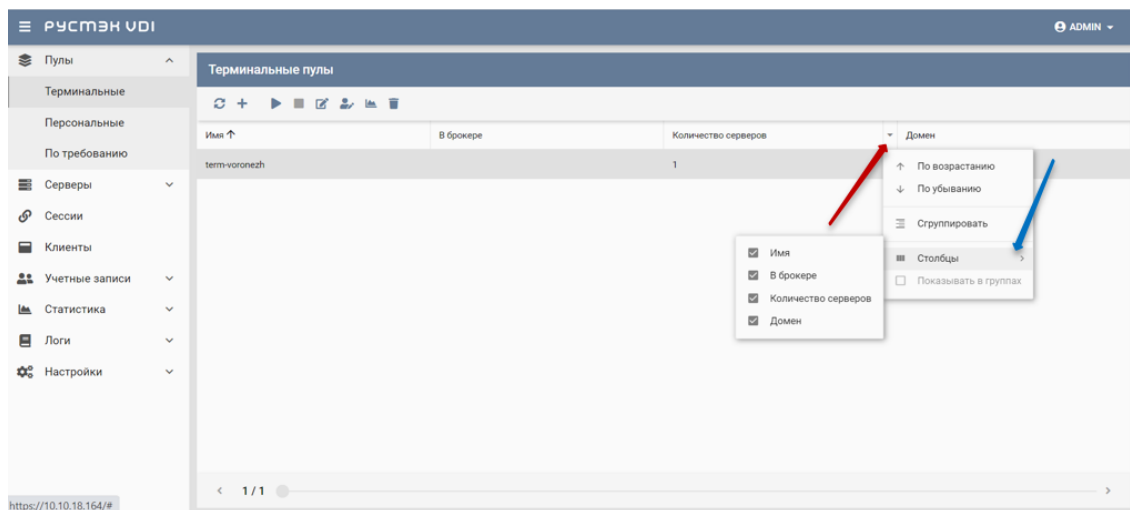 РУСТЭК VDI
ADMIN
Пулы
Терминальные
Персональные
По требованию
Серверы
Сессии
Клиенты
Учетные записи
Статистика
Логи
Настройки
Терминальные пулы
Имя В брокере Количество серверов Домен
term-voronezh 1
По возрастанию
По убыванию
Сгруппировать
Столбцы
Показывать в группах
Имя
В брокере
Количество серверов
Домен
1 / 1
https://10.10.18.164/#